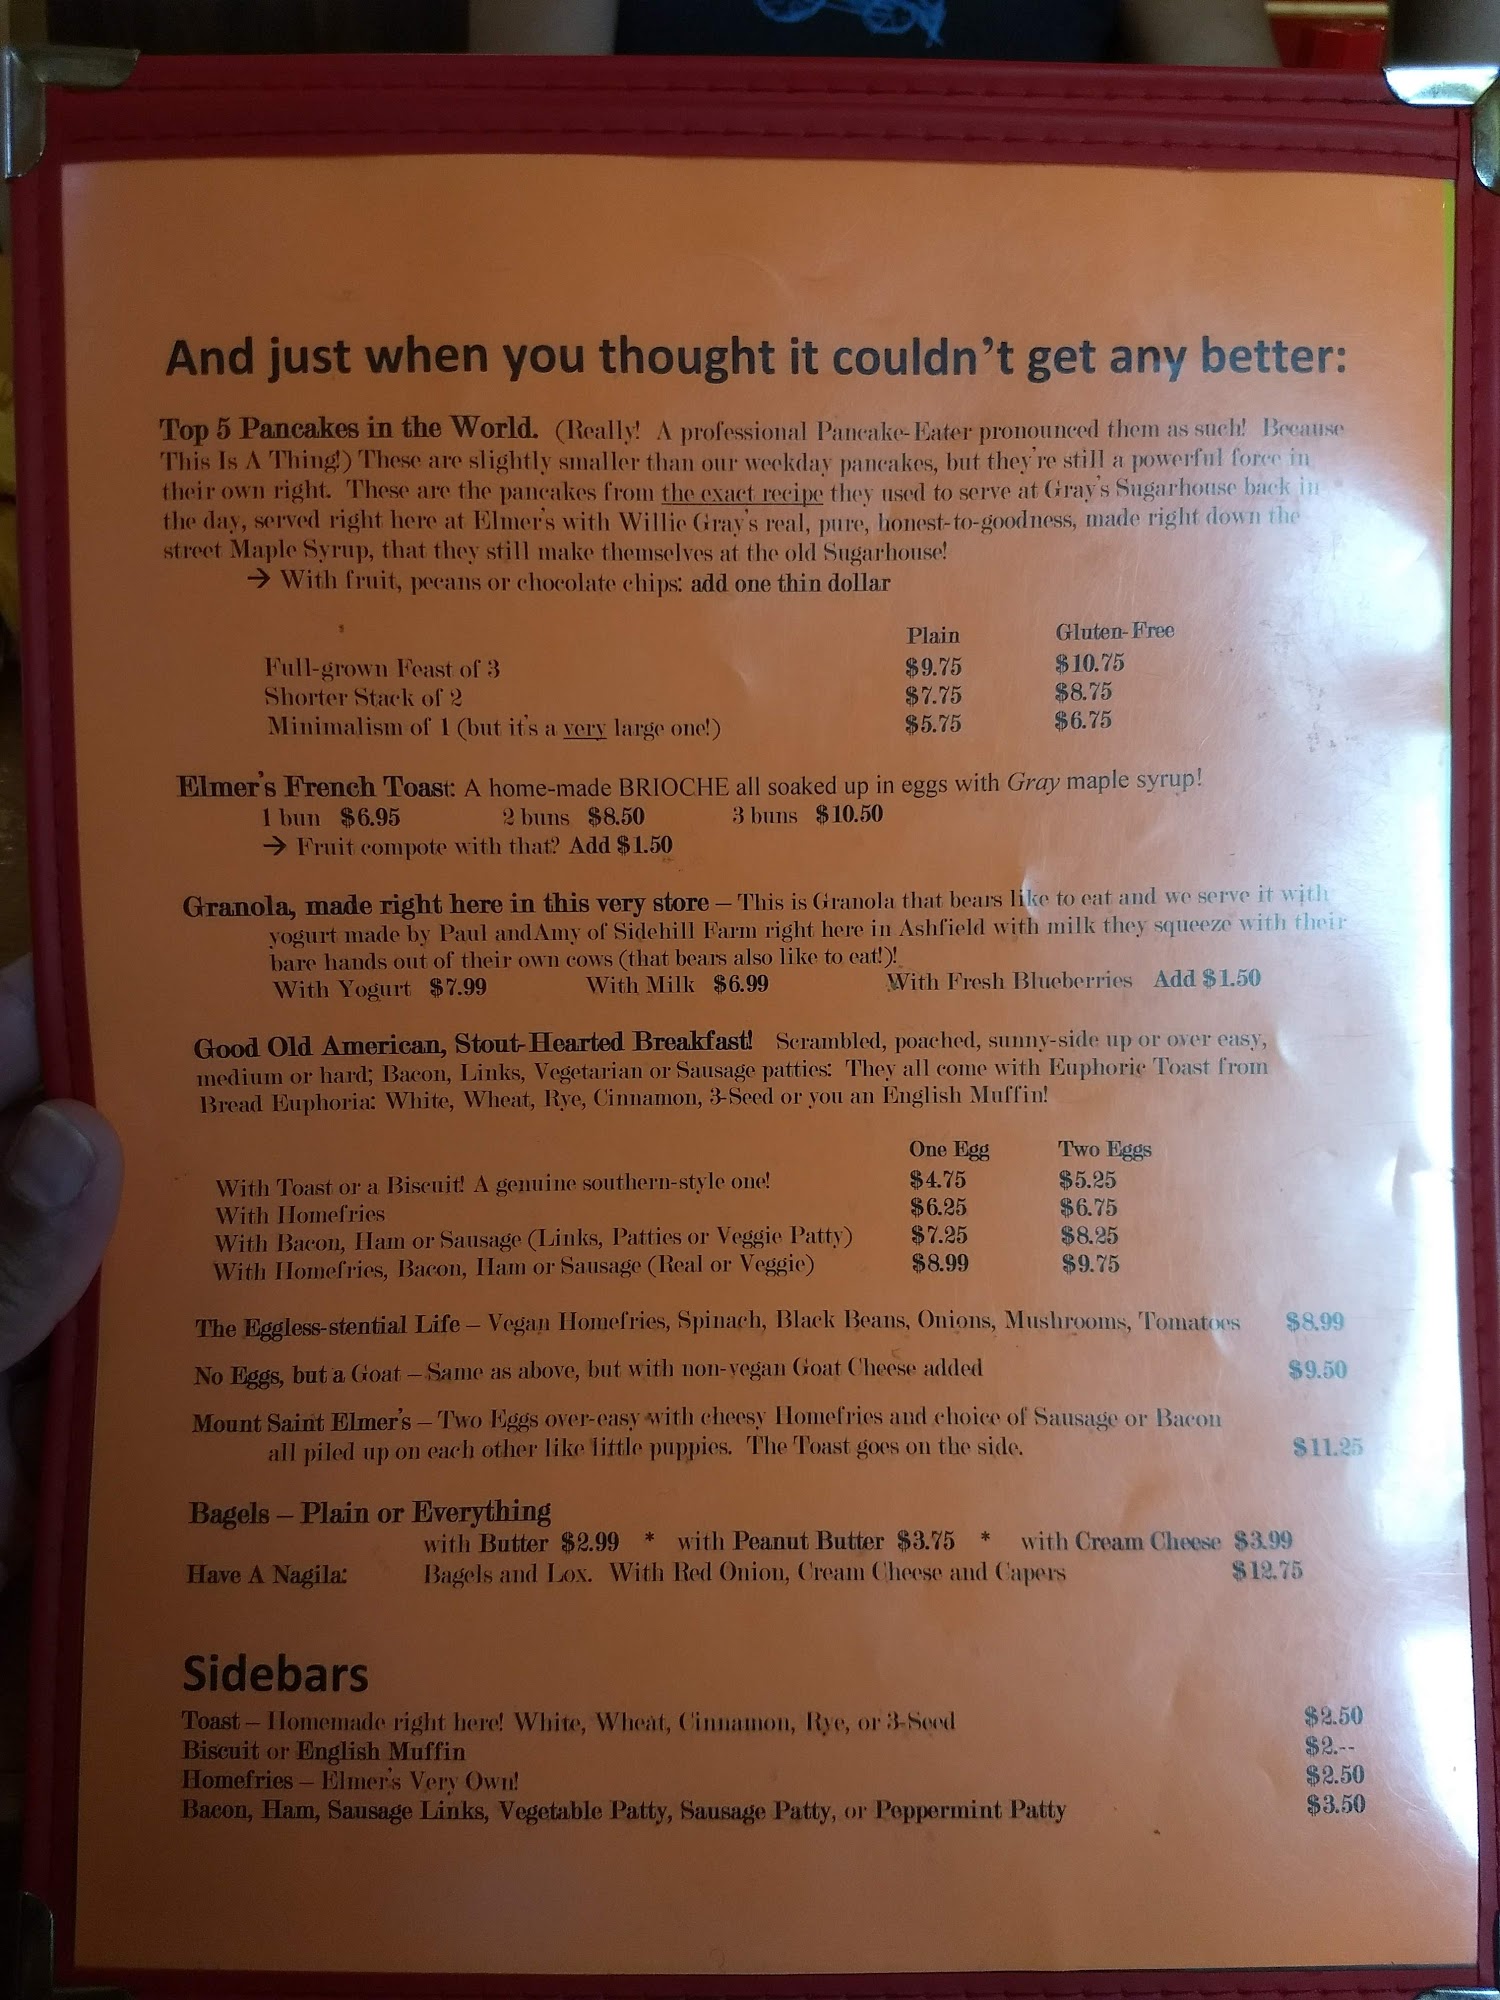 And just when you thought it couldn't get any better:
Top 5 Pancakes in the World. (Really! A professional Pancake-Eater pronounced them as such! Because
This Is A Thing!) These are slightly smaller than our weekday pancakes, but they're still a powerful force in
their own right. These are the pancakes from the exact recipe they used to serve at Gray's Sugarhouse back in
the day, served right here at Elmer's with Willie Gray's real, pure, honest-to-goodness, made right down the
street Maple Syrup, that they still make themselves at the old Sugarhouse!
→ With fruit, pecans or chocolate chips: add one thin dollar
Plain Gluten-Free
Full-grown Feast of 3 $9.75 $10.75
Shorter Stack of 2 $7.75 $8.75
Minimalism of 1 (but it's a very large one!) $5.75 $6.75
Elmer's French Toast: A home-made BRIOCHE all soaked up in eggs with Gray maple syrup!
1 bun $6.95 2 buns $8.50 3 buns $10.50
→ Fruit compote with that? Add $1.50
Granola, made right here in this very store – This is Granola that bears like to eat and we serve it with
yogurt made by Paul andAmy of Sidehill Farm right here in Ashfield with milk they squeeze with their
bare hands out of their own cows (that bears also like to eat!)!
With Yogurt $7.99 With Milk $6.99 With Fresh Blueberries Add $1.50
Good Old American, Stout-Hearted Breakfast! Scrambled, poached, sunny-side up or over easy,
medium or hard; Bacon, Links, Vegetarian or Sausage patties: They all come with Euphoric Toast from
Bread Euphoria: White, Wheat, Rye, Cinnamon, 3-Seed or you an English Muffin!
One Egg Two Eggs
With Toast or a Biscuit! A genuine southern-style one! $4.75 $5.25
With Homefries $6.25 $6.75
With Bacon, Ham or Sausage (Links, Patties or Veggie Patty) $7.25 $8.25
With Homefries, Bacon, Ham or Sausage (Real or Veggie) $8.99 $9.75
The Eggless-stential Life – Vegan Homefries, Spinach, Black Beans, Onions, Mushrooms, Tomatoes $8.99
No Eggs, but a Goat – Same as above, but with non-vegan Goat Cheese added $9.50
Mount Saint Elmer's – Two Eggs over-easy with cheesy Homefries and choice of Sausage or Bacon
all piled up on each other like little puppies. The Toast goes on the side. $11.25
Bagels – Plain or Everything
with Butter $2.99 * with Peanut Butter $3.75 * with Cream Cheese $3.99
Have A Nagila: Bagels and Lox. With Red Onion, Cream Cheese and Capers $12.75
Sidebars
Toast – Homemade right here! White, Wheat, Cinnamon, Rye, or 3-Seed $2.50
Biscuit or English Muffin $2.--
Homefries – Elmer's Very Own! $2.50
Bacon, Ham, Sausage Links, Vegetable Patty, Sausage Patty, or Peppermint Patty $3.50